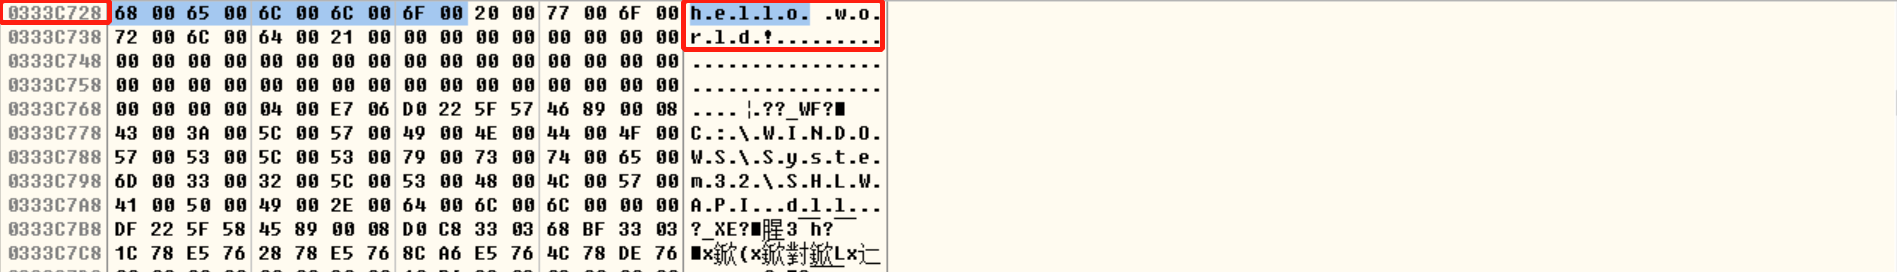 0333C728 68 00 65 00 6C 00 6C 00 6F 00 20 00 77 00 6F 00 h.e.l.l.o. .w.o.
0333C738 72 00 6C 00 64 00 21 00 00 00 00 00 00 00 00 00 r.l.d.!.........
0333C748 00 00 00 00 00 00 00 00 00 00 00 00 00 00 00 00 ................
0333C758 00 00 00 00 00 00 00 00 00 00 00 00 00 00 00 00 ................
0333C768 00 00 00 00 04 00 E7 06 D0 22 5F 57 46 89 00 08 .... ¦.??_WF?■
0333C778 43 00 3A 00 5C 00 57 00 49 00 4E 00 44 00 4F 00 C.:.\.W.I.N.D.O.
0333C788 57 00 53 00 5C 00 53 00 79 00 73 00 74 00 65 00 W.S.\.S.y.s.t.e.
0333C798 6D 00 33 00 32 00 5C 00 53 00 48 00 4C 00 57 00 m.3.2.\.S.H.L.W.
0333C7A8 41 00 50 00 49 00 2E 00 64 00 6C 00 6C 00 00 00 A.P.I...d.l.l...
0333C7B8 DF 22 5F 58 45 89 00 08 D0 C8 33 03 68 BF 33 03 ?_XE?■腥3 h?
0333C7C8 1C 78 E5 76 28 78 E5 76 8C A6 E5 76 4C 78 DE 76 ■x鋓(x鋓對鋓Lx辷